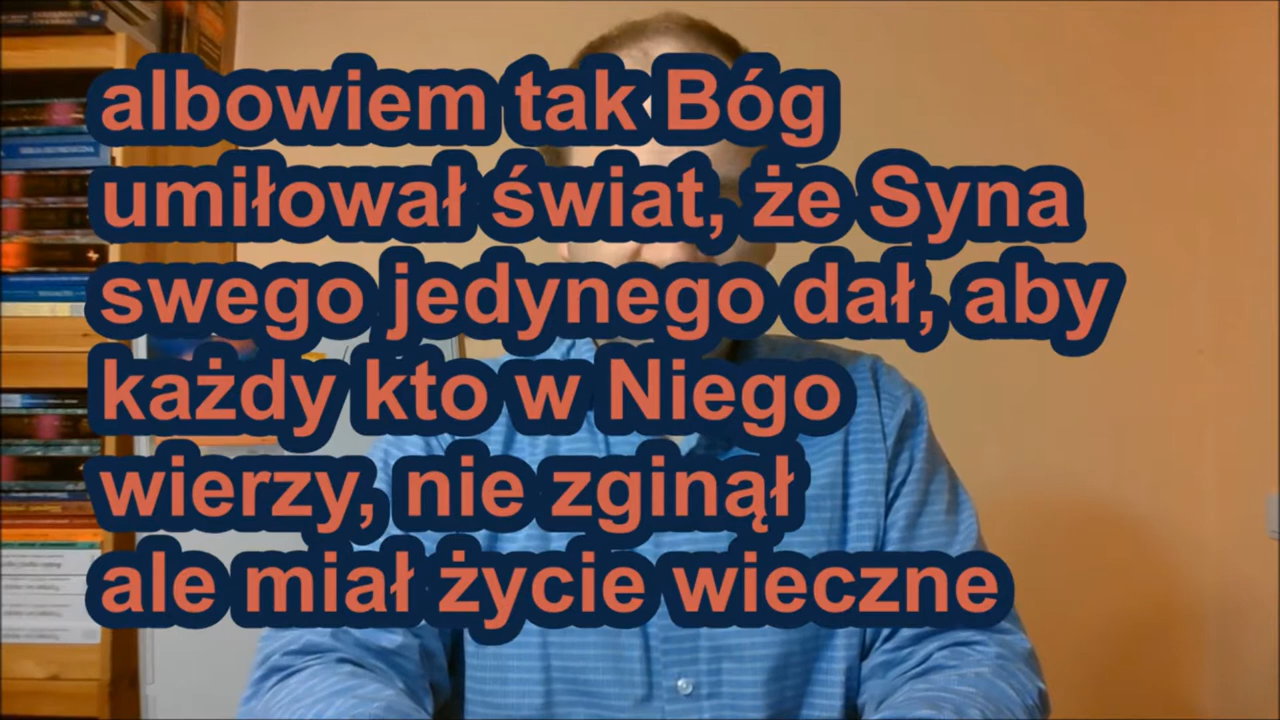 albowiem tak Bóg
umiłował świat, że Syna
swego jedynego dał, aby
każdy kto w Niego
wierzy, nie zginął
ale miał życie wieczne